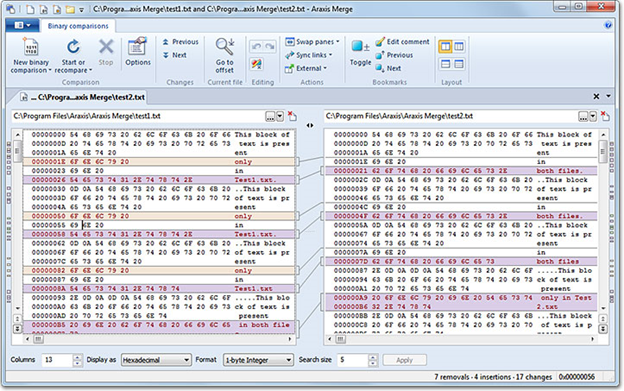 C:\Progra...axis Merge\test1.txt and C:\Progra...axis Merge\test2.txt - Araxis Merge
Binary comparisons
New binary comparison
Start or recompare
Stop
Options
Previous
Next
Go to offset
Swap panes
Sync links
External
Toggle
Edit comment
Previous
Next
Comparison
Changes
Current file
Editing
Actions
Bookmarks
Layout
... C:\Progra...axis Merge\test2.txt
C:\Program Files\Araxis\Araxis Merge\test1.txt
C:\Program Files\Araxis\Araxis Merge\test2.txt
00000000 54 68 69 73 20 62 6C 6F 63 6B 20 6F 66 This block of
0000000D 20 74 65 78 74 20 69 73 20 70 72 65 73 text is pres
0000001A 65 6E 74 20 ent
0000001E 6F 6E 6C 79 20 only
00000023 69 6E 20 in
00000026 54 65 73 74 31 2E 74 78 74 2E Test1.txt.
00000030 0D 0A 54 68 69 73 20 62 6C 6F 63 6B 20 ..This block
0000003D 6F 66 20 74 65 78 74 20 69 73 20 70 72 of text is pr
0000004A 65 73 65 6E 74 20 esent
00000050 6F 6E 6C 79 20 only
00000055 69 6E 20 in
00000058 54 65 73 74 31 2E 74 78 74 2E Test1.txt.
00000062 0D 0A 54 68 69 73 20 62 6C 6F 63 6B 20 ..This block
0000006F 6F 66 20 74 65 78 74 20 69 73 20 70 72 of text is pr
0000007C 65 73 65 6E 74 20 esent
00000082 6F 6E 6C 79 20 only
00000087 69 6E 20 in
0000008A 54 65 73 74 31 2E 74 78 74 2E Test1.txt.
00000093 2E 0D 0A 0D 0A 54 68 69 73 20 62 6C 6F .....This blo
000000A0 63 6B 20 6F 66 20 74 65 78 74 20 69 73 ck of text is
000000AD 20 70 72 65 73 65 6E 74 present
000000B5 20 69 6E 20 62 6F 74 68 20 66 69 6C 65 in both file
00000000 54 68 69 73 20 62 6C 6F 63 6B 20 6F 66 This block of
0000000D 20 74 65 78 74 20 69 73 20 70 72 65 73 text is pres
0000001A 65 6E 74 20 ent
0000001E 69 6E 20 in
00000021 62 6F 74 68 20 66 69 6C 65 73 2E both files.
0000002C 0D 0A 54 68 69 73 20 62 6C 6F 63 6B 20 ..This block
00000039 6F 66 20 74 65 78 74 20 69 73 20 70 72 of text is pr
00000046 65 73 65 6E 74 20 esent
0000004C 69 6E 20 in
0000004F 62 6F 74 68 20 66 69 6C 65 73 2E both files.
0000005A 0D 0A 54 68 69 73 20 62 6C 6F 63 6B 20 ..This block
00000067 6F 66 20 74 65 78 74 20 69 73 20 70 72 of text is pr
00000074 65 73 65 6E 74 20 esent
0000007A 69 6E 20 in
0000007D 62 6F 74 68 20 66 69 6C 65 73 both files
00000087 2E 0D 0A 0D 0A 54 68 69 73 20 62 6C 6F .....This blo
00000094 63 6B 20 6F 66 20 74 65 78 74 20 69 73 ck of text is
000000A1 20 70 72 65 73 65 6E 74 present
000000A9 20 6F 6E 6C 79 20 69 6E 20 54 65 73 74 only in Test
000000B6 32 2E 74 78 74 2.txt
000000BB 2E 0D 0A 54 68 69 73 20 62 6C 6F 63 6B ...This block
Columns 13 Display as Hexadecimal Format 1-byte Integer Search size 5 Apply
7 removals • 4 insertions • 17 changes 0x00000056